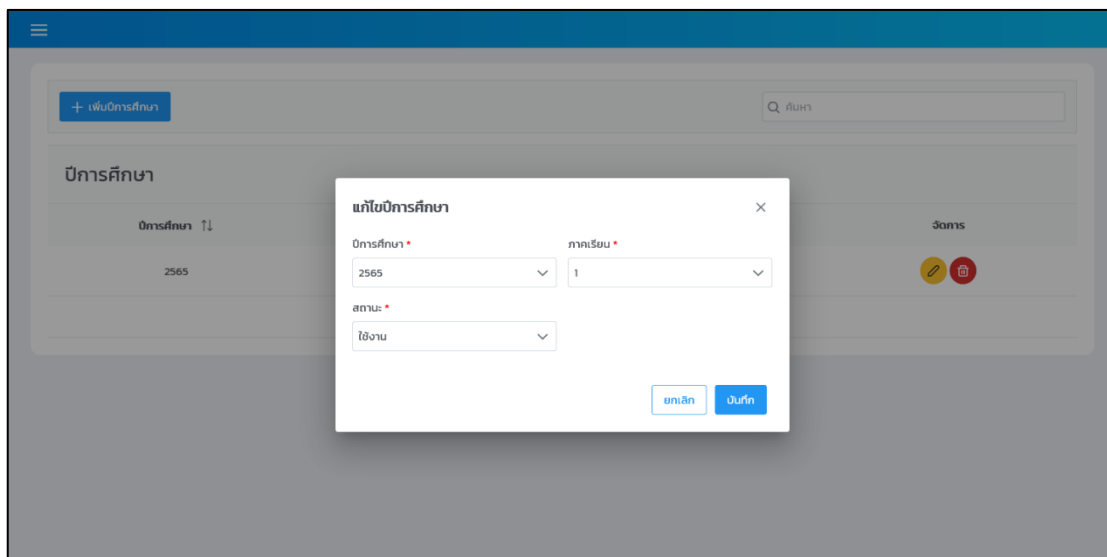 เพิ่มปีการศึกษา
ค้นหา
ปีการศึกษา
ปีการศึกษา
จัดการ
2565
แก้ไขปีการศึกษา
ปีการศึกษา *
ภาคเรียน *
2565
1
สถานะ *
ใช้งาน
ยกเลิก
บันทึก